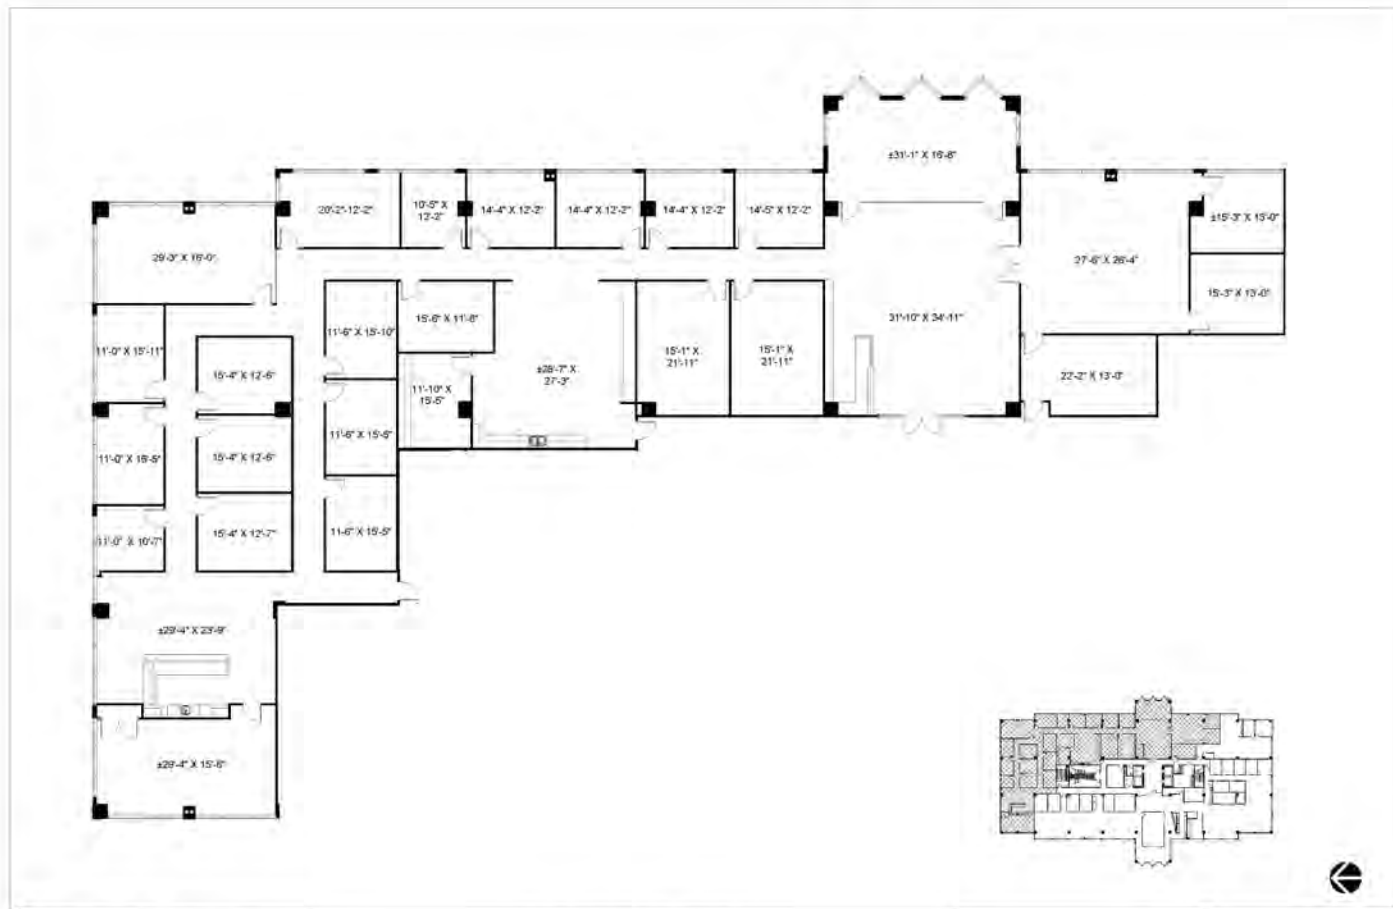 ±31'-1" X 16'-8"
20'-2"-12'-2"
10'-5" X
12'-2"
14'-4" X 12'-2"
14'-4" X 12'-2"
14'-4" X 12'-2"
14'-5" X 12'-2"
±15'-3" X 13'-0"
29'-3" X 16'-0"
27'-6" X 26'-4"
15'-3" X 13'-0"
15'-6" X 11'-8"
31'-10" X 34'-11"
11'-6" X 15'-10"
11'-0" X 15'-11"
15'-1" X
21'-11"
15'-1" X
21'-11"
±28'-7" X
27'-3"
15'-4" X 12'-6"
22'-2" X 13'-0"
11'-10" X
15'-5"
11'-6" X 15'-5"
11'-0" X 16'-5"
15'-4" X 12'-6"
15'-4" X 12'-7"
11'-6" X 15'-5"
11'-0" X 10'-7"
±29'-4" X 23'-9"
±29'-4" X 15'-8"